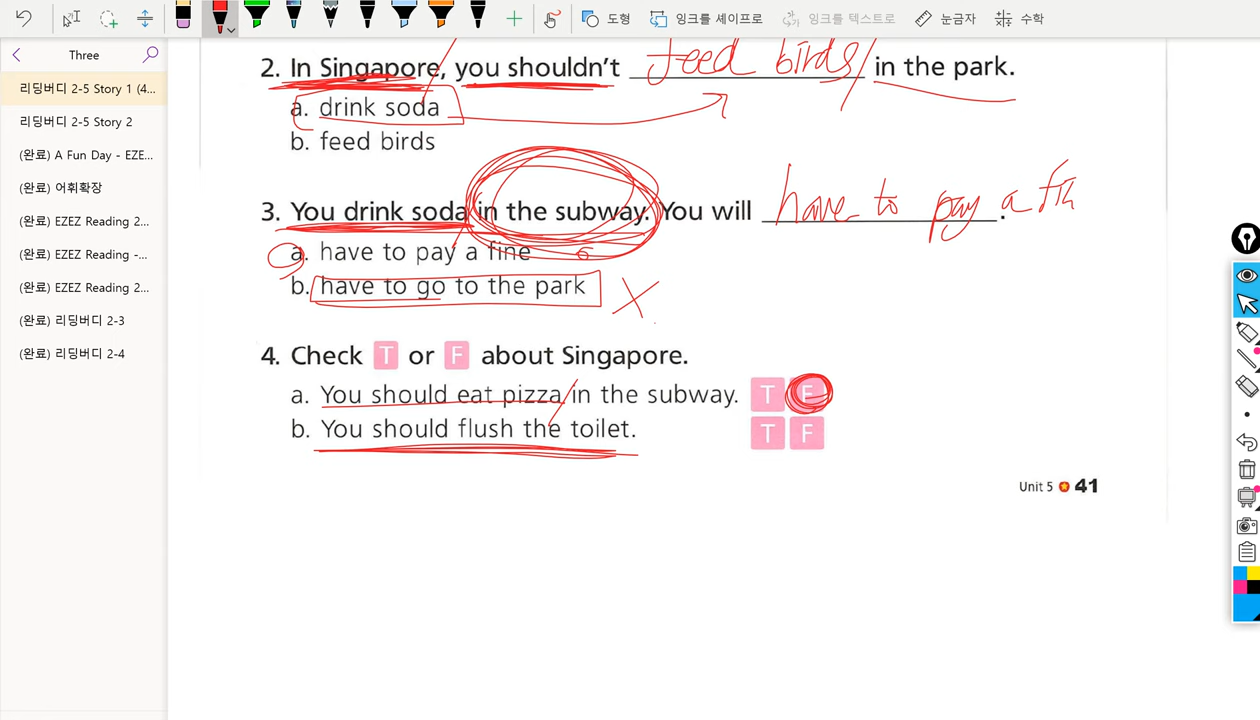 도형 잉크를 셰이프로 잉크를 텍스트로 눈금자 수학
Three
리딩버디 2-5 Story 1 (4...
리딩버디 2-5 Story 2
(완료) A Fun Day - EZE...
(완료) 어휘확장
(완료) EZEZ Reading 2...
(완료) EZEZ Reading -...
(완료) EZEZ Reading 2...
(완료) 리딩버디 2-3
(완료) 리딩버디 2-4
2. In Singapore, you shouldn't feed birds in the park.
a. drink soda
b. feed birds
3. You drink soda in the subway. You will have to pay a fin.
a. have to pay a fine
b. have to go to the park X
4. Check T or F about Singapore.
a. You should eat pizza in the subway. T F
b. You should flush the toilet. T F
Unit 5 41